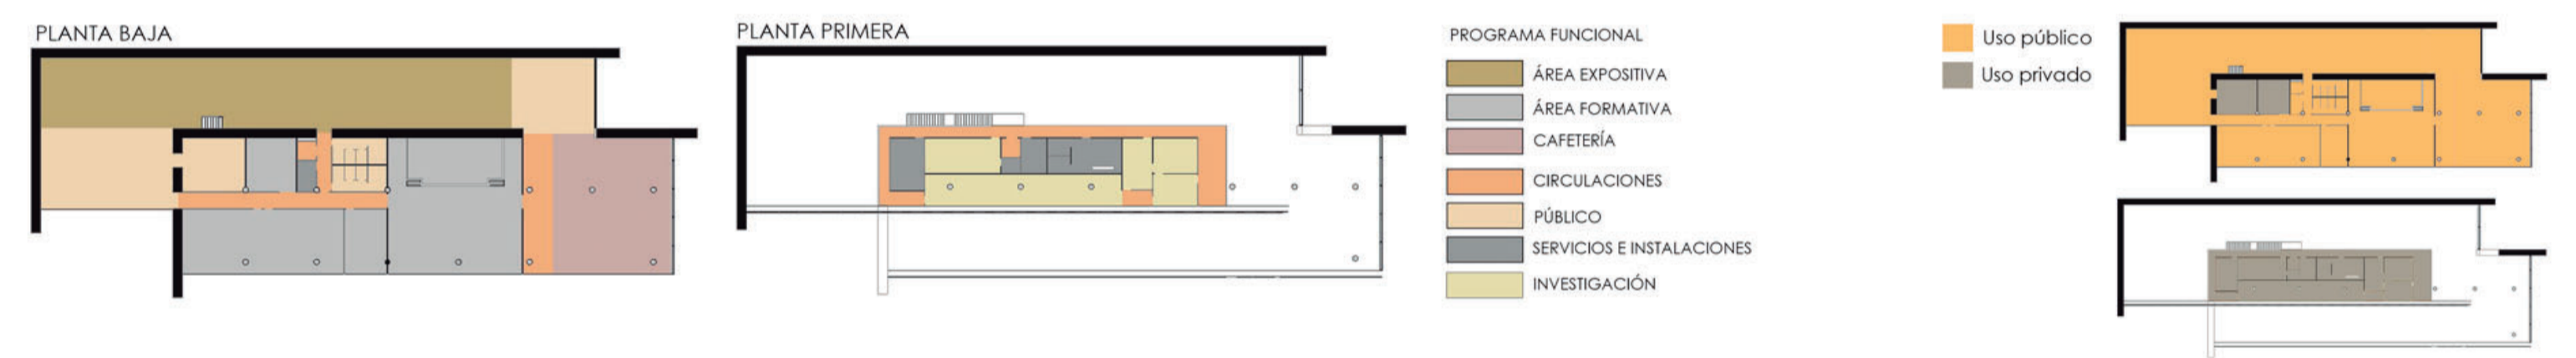 PLANTA BAJA
PLANTA PRIMERA
PROGRAMA FUNCIONAL
ÁREA EXPOSITIVA
ÁREA FORMATIVA
CAFETERÍA
CIRCULACIONES
PÚBLICO
SERVICIOS E INSTALACIONES
INVESTIGACIÓN
Uso público
Uso privado